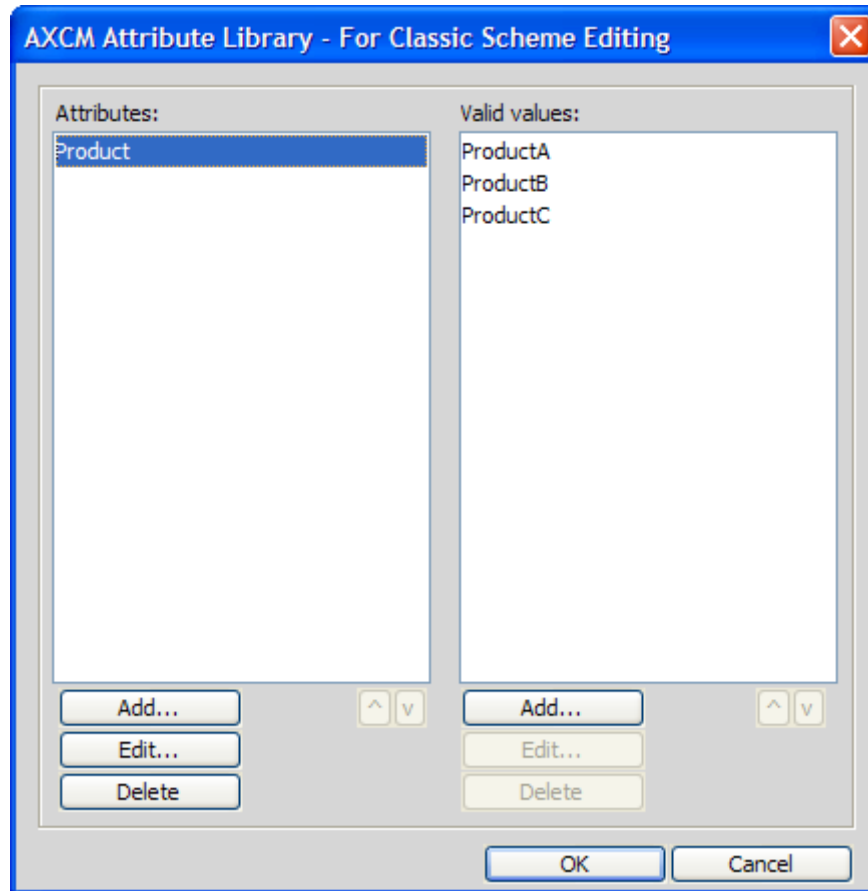 AXCM Attribute Library - For Classic Scheme Editing
Attributes:
Product
Valid values:
ProductA
ProductB
ProductC
Add...
^ v
Edit...
Delete
Add...
^ v
Edit...
Delete
OK Cancel